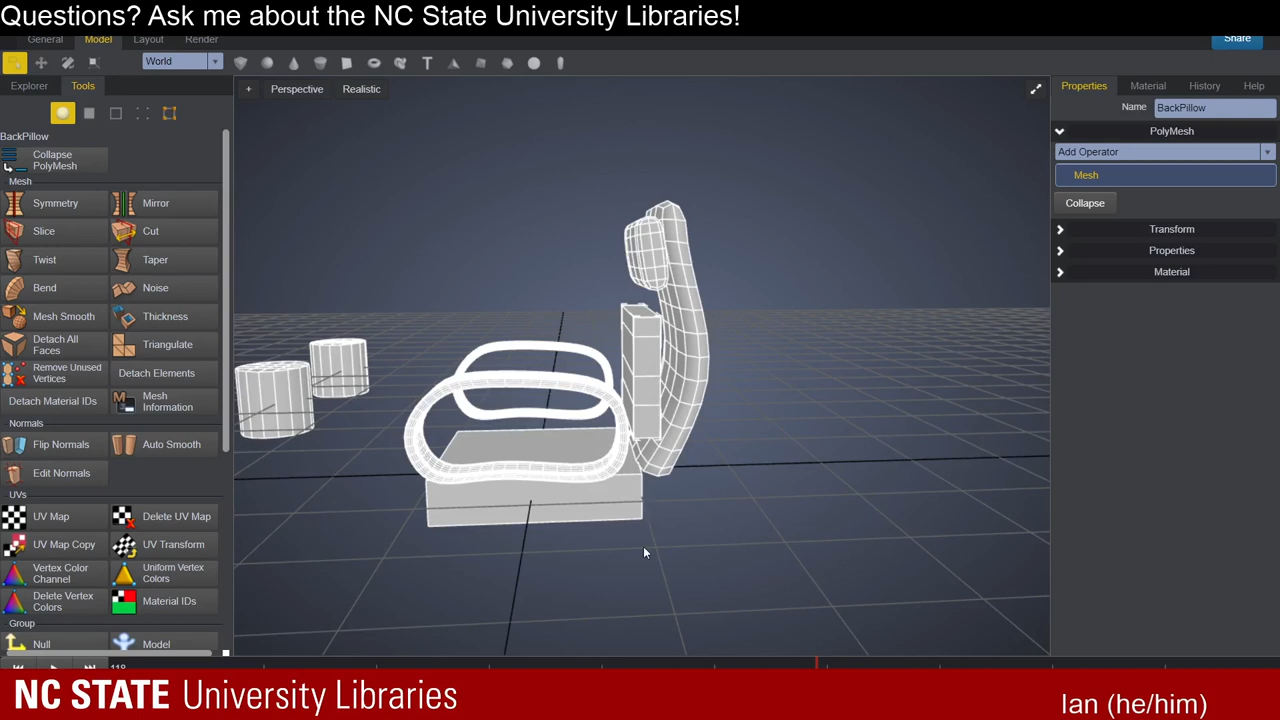 Questions? Ask me about the NC State University Libraries!
General Model Layout Render
Share
World
Explorer Tools
Perspective Realistic
Properties Material History Help
Name BackPillow
BackPillow
PolyMesh
Collapse PolyMesh
Add Operator
Mesh
Mesh
Collapse
Symmetry Mirror
Slice Cut
Transform
Twist Taper
Properties
Bend Noise
Material
Mesh Smooth Thickness
Detach All Faces Triangulate
Remove Unused Vertices Detach Elements
Detach Material IDs Mesh Information
Normals
Flip Normals Auto Smooth
Edit Normals
UVs
UV Map Delete UV Map
UV Map Copy UV Transform
Vertex Color Channel Uniform Vertex Colors
Delete Vertex Colors Material IDs
Group
Null Model
118
NC STATE University Libraries
Ian (he/him)